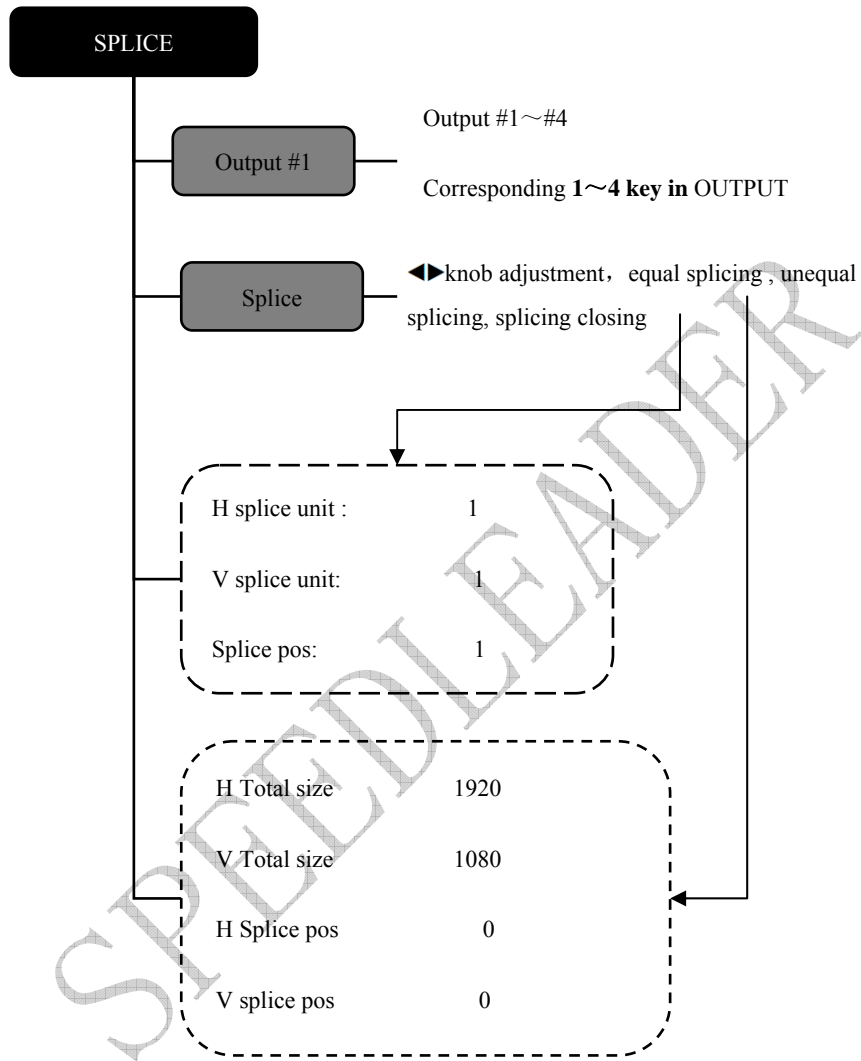 SPLICE
Output #1～#4
Output #1
Corresponding 1～4 key in OUTPUT
◀▶knob adjustment，equal splicing , unequal
Splice
splicing, splicing closing
H splice unit : 1
V splice unit: 1
Splice pos: 1
H Total size 1920
V Total size 1080
H Splice pos 0
V splice pos 0
SPEEDLEADER